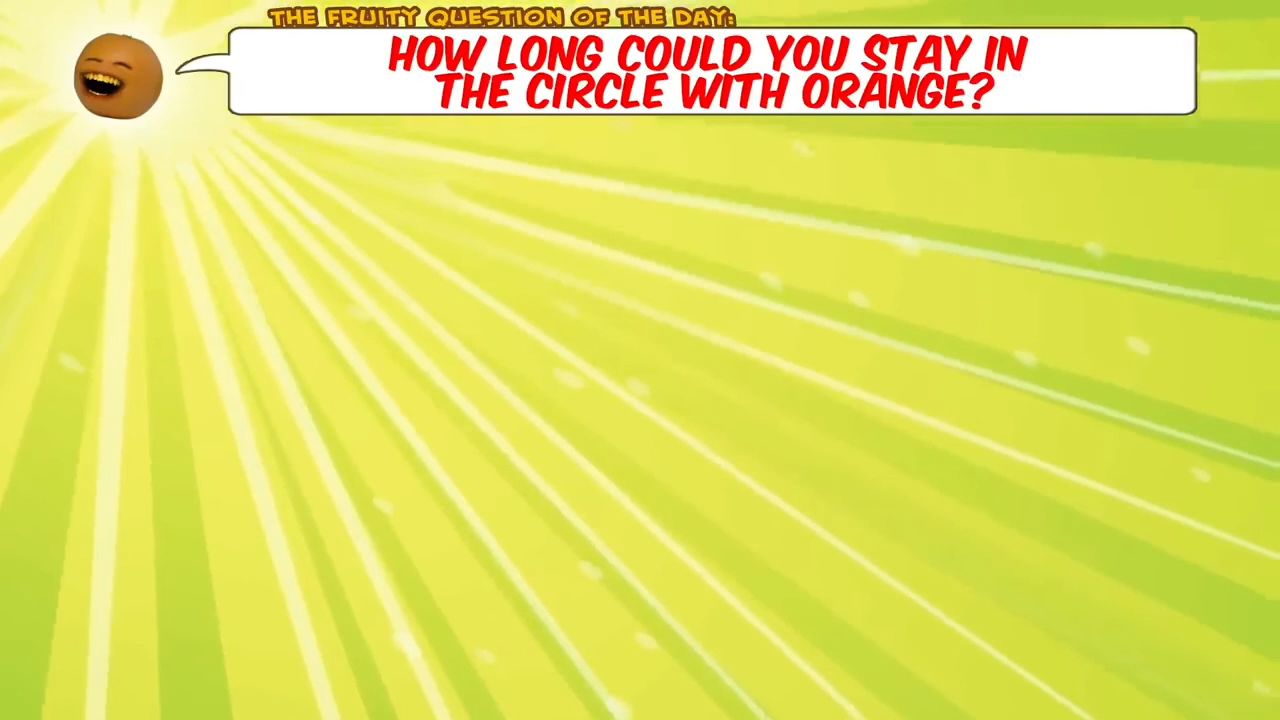 THE FRUITY QUESTION OF THE DAY:
HOW LONG COULD YOU STAY IN
THE CIRCLE WITH ORANGE?